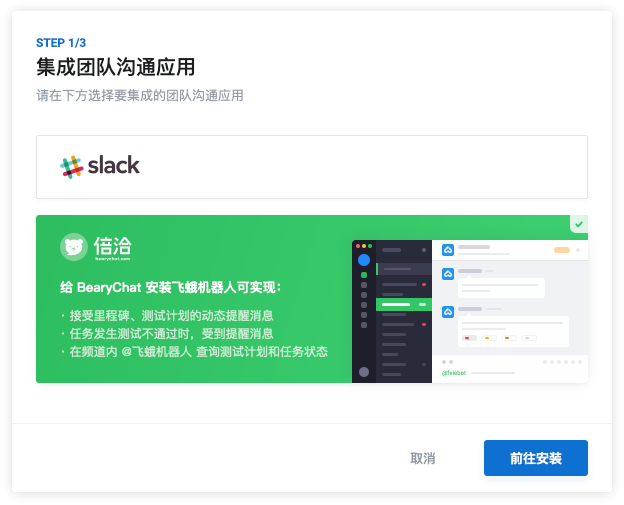 STEP 1/3
集成团队沟通应用
请在下方选择要集成的团队沟通应用
slack
倍洽
bearychat.com
给 BearyChat 安装飞蛾机器人可实现：
· 接受里程碑、测试计划的动态提醒消息
· 任务发生测试不通过时，受到提醒消息
· 在频道内 @飞蛾机器人 查询测试计划和任务状态
@feiebot
取消
前往安装